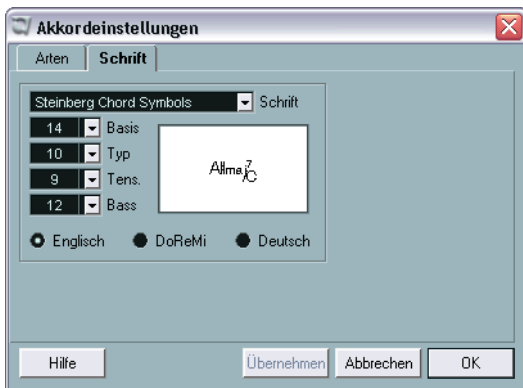 Akkordeinstellungen
Arten Schrift
Steinberg Chord Symbols Schrift
14 Basis
10 Typ
9 Tens.
12 Bass
Englisch DoReMi Deutsch
Hilfe Übernehmen Abbrechen OK